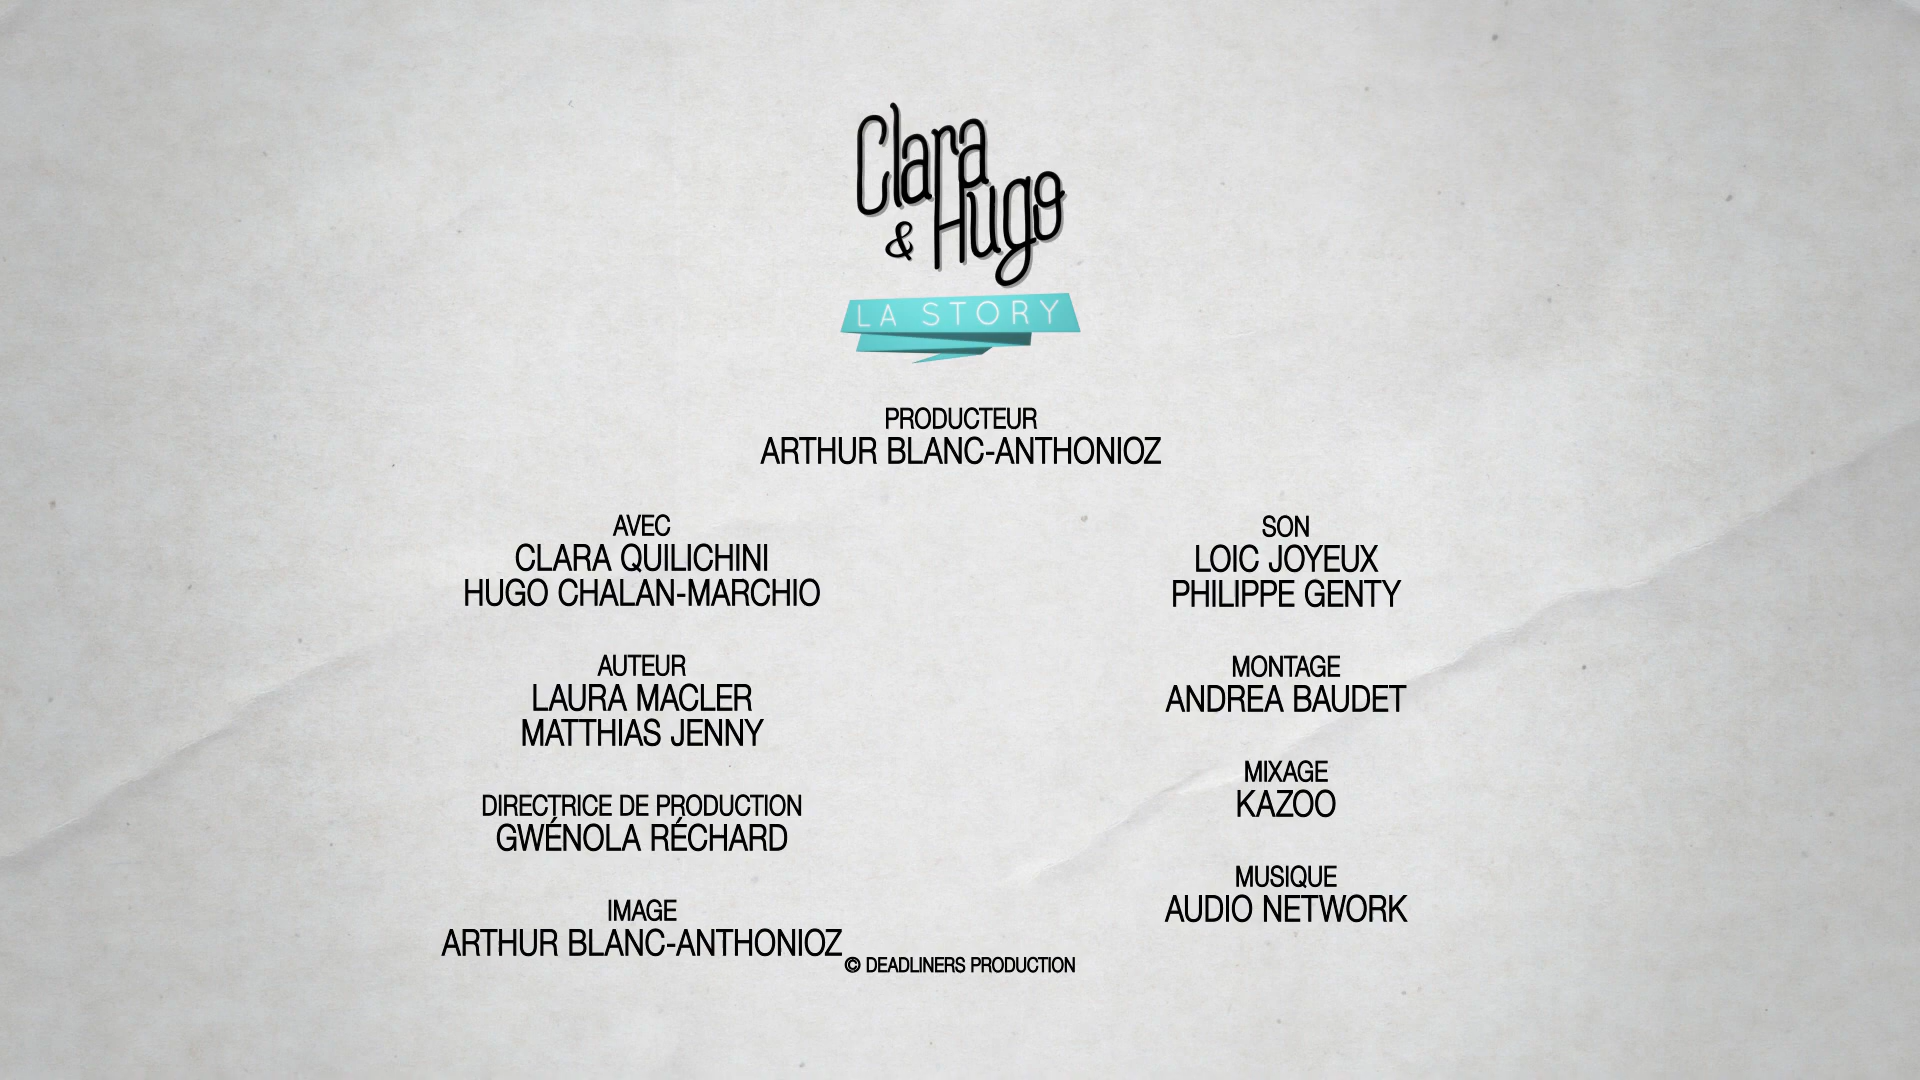 Clara
& Hugo
LA STORY
PRODUCTEUR
ARTHUR BLANC-ANTHONIOZ
AVEC
CLARA QUILICHINI
HUGO CHALAN-MARCHIO
AUTEUR
LAURA MACLER
MATTHIAS JENNY
DIRECTRICE DE PRODUCTION
GWÉNOLA RÉCHARD
IMAGE
ARTHUR BLANC-ANTHONIOZ
SON
LOIC JOYEUX
PHILIPPE GENTY
MONTAGE
ANDREA BAUDET
MIXAGE
KAZOO
MUSIQUE
AUDIO NETWORK
© DEADLINERS PRODUCTION